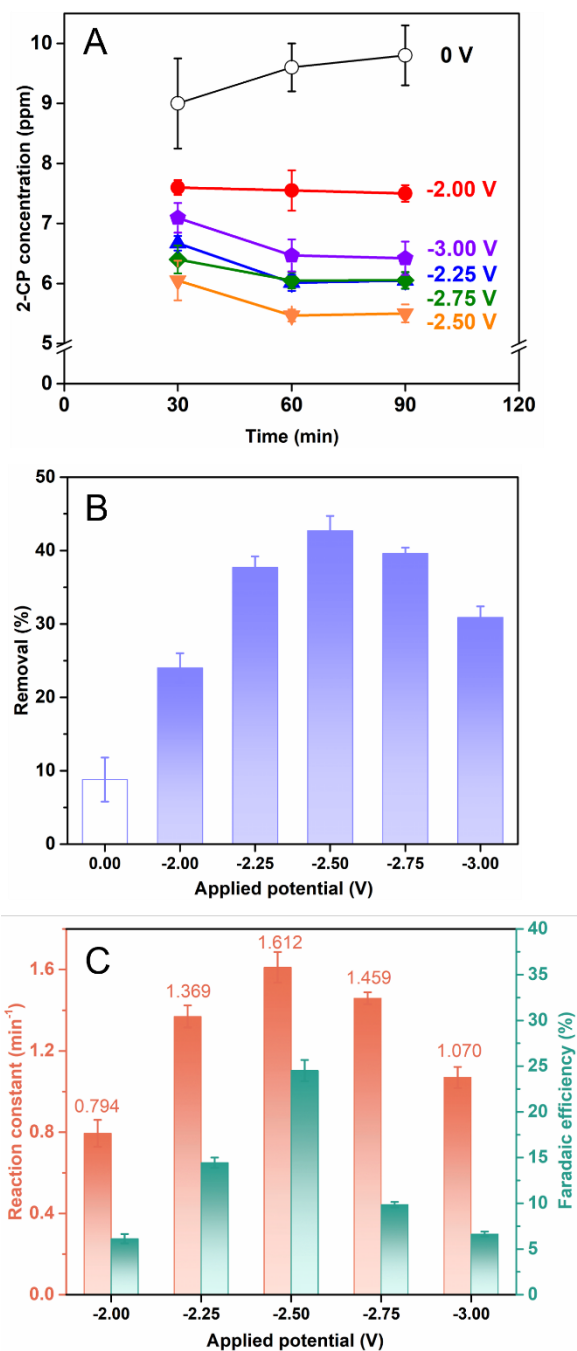 A
2-CP concentration (ppm)
10
9
8
7
6
5
0
0 V
-2.00 V
-3.00 V
-2.25 V
-2.75 V
-2.50 V
0 30 60 90 120
Time (min)
B
Removal (%)
50
40
30
20
10
0
0.00 -2.00 -2.25 -2.50 -2.75 -3.00
Applied potential (V)
C
Reaction constant (min⁻¹)
1.6
1.2
0.8
0.4
0.0
0.794
1.369
1.612
1.459
1.070
Faradaic efficiency (%)
40
35
30
25
20
15
10
5
0
-2.00 -2.25 -2.50 -2.75 -3.00
Applied potential (V)